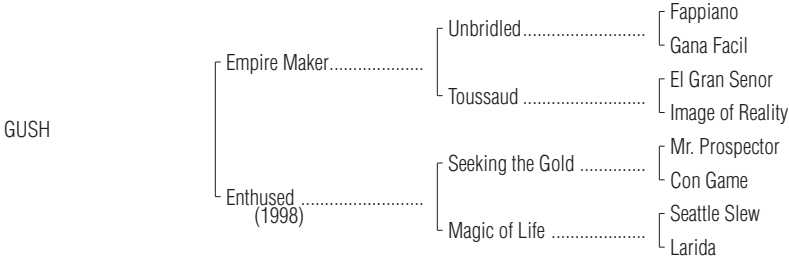 Fappiano
Unbridled..........................
Gana Facil
Empire Maker....................
El Gran Senor
Toussaud ..........................
Image of Reality
GUSH
Mr. Prospector
Seeking the Gold ..............
Con Game
Enthused ..........................
(1998)
Seattle Slew
Magic of Life ....................
Larida